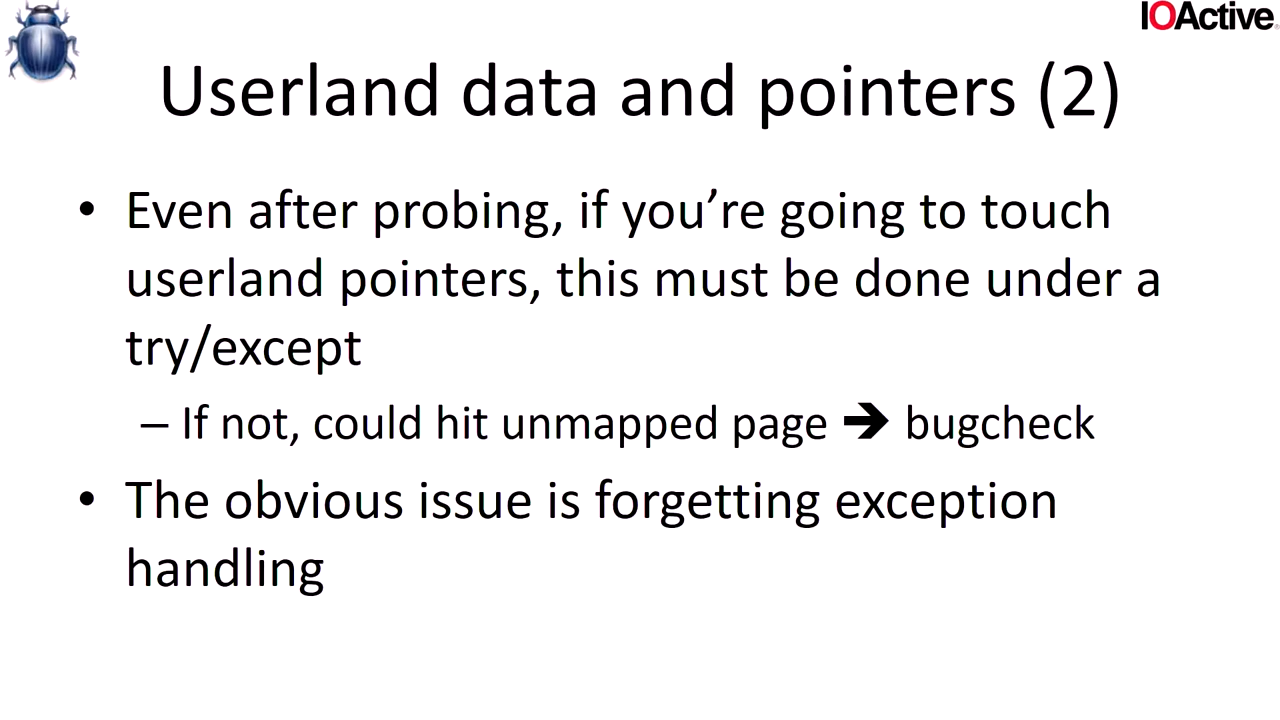 IOActive
Userland data and pointers (2)
• Even after probing, if you’re going to touch
userland pointers, this must be done under a
try/except
– If not, could hit unmapped page ➔ bugcheck
• The obvious issue is forgetting exception
handling